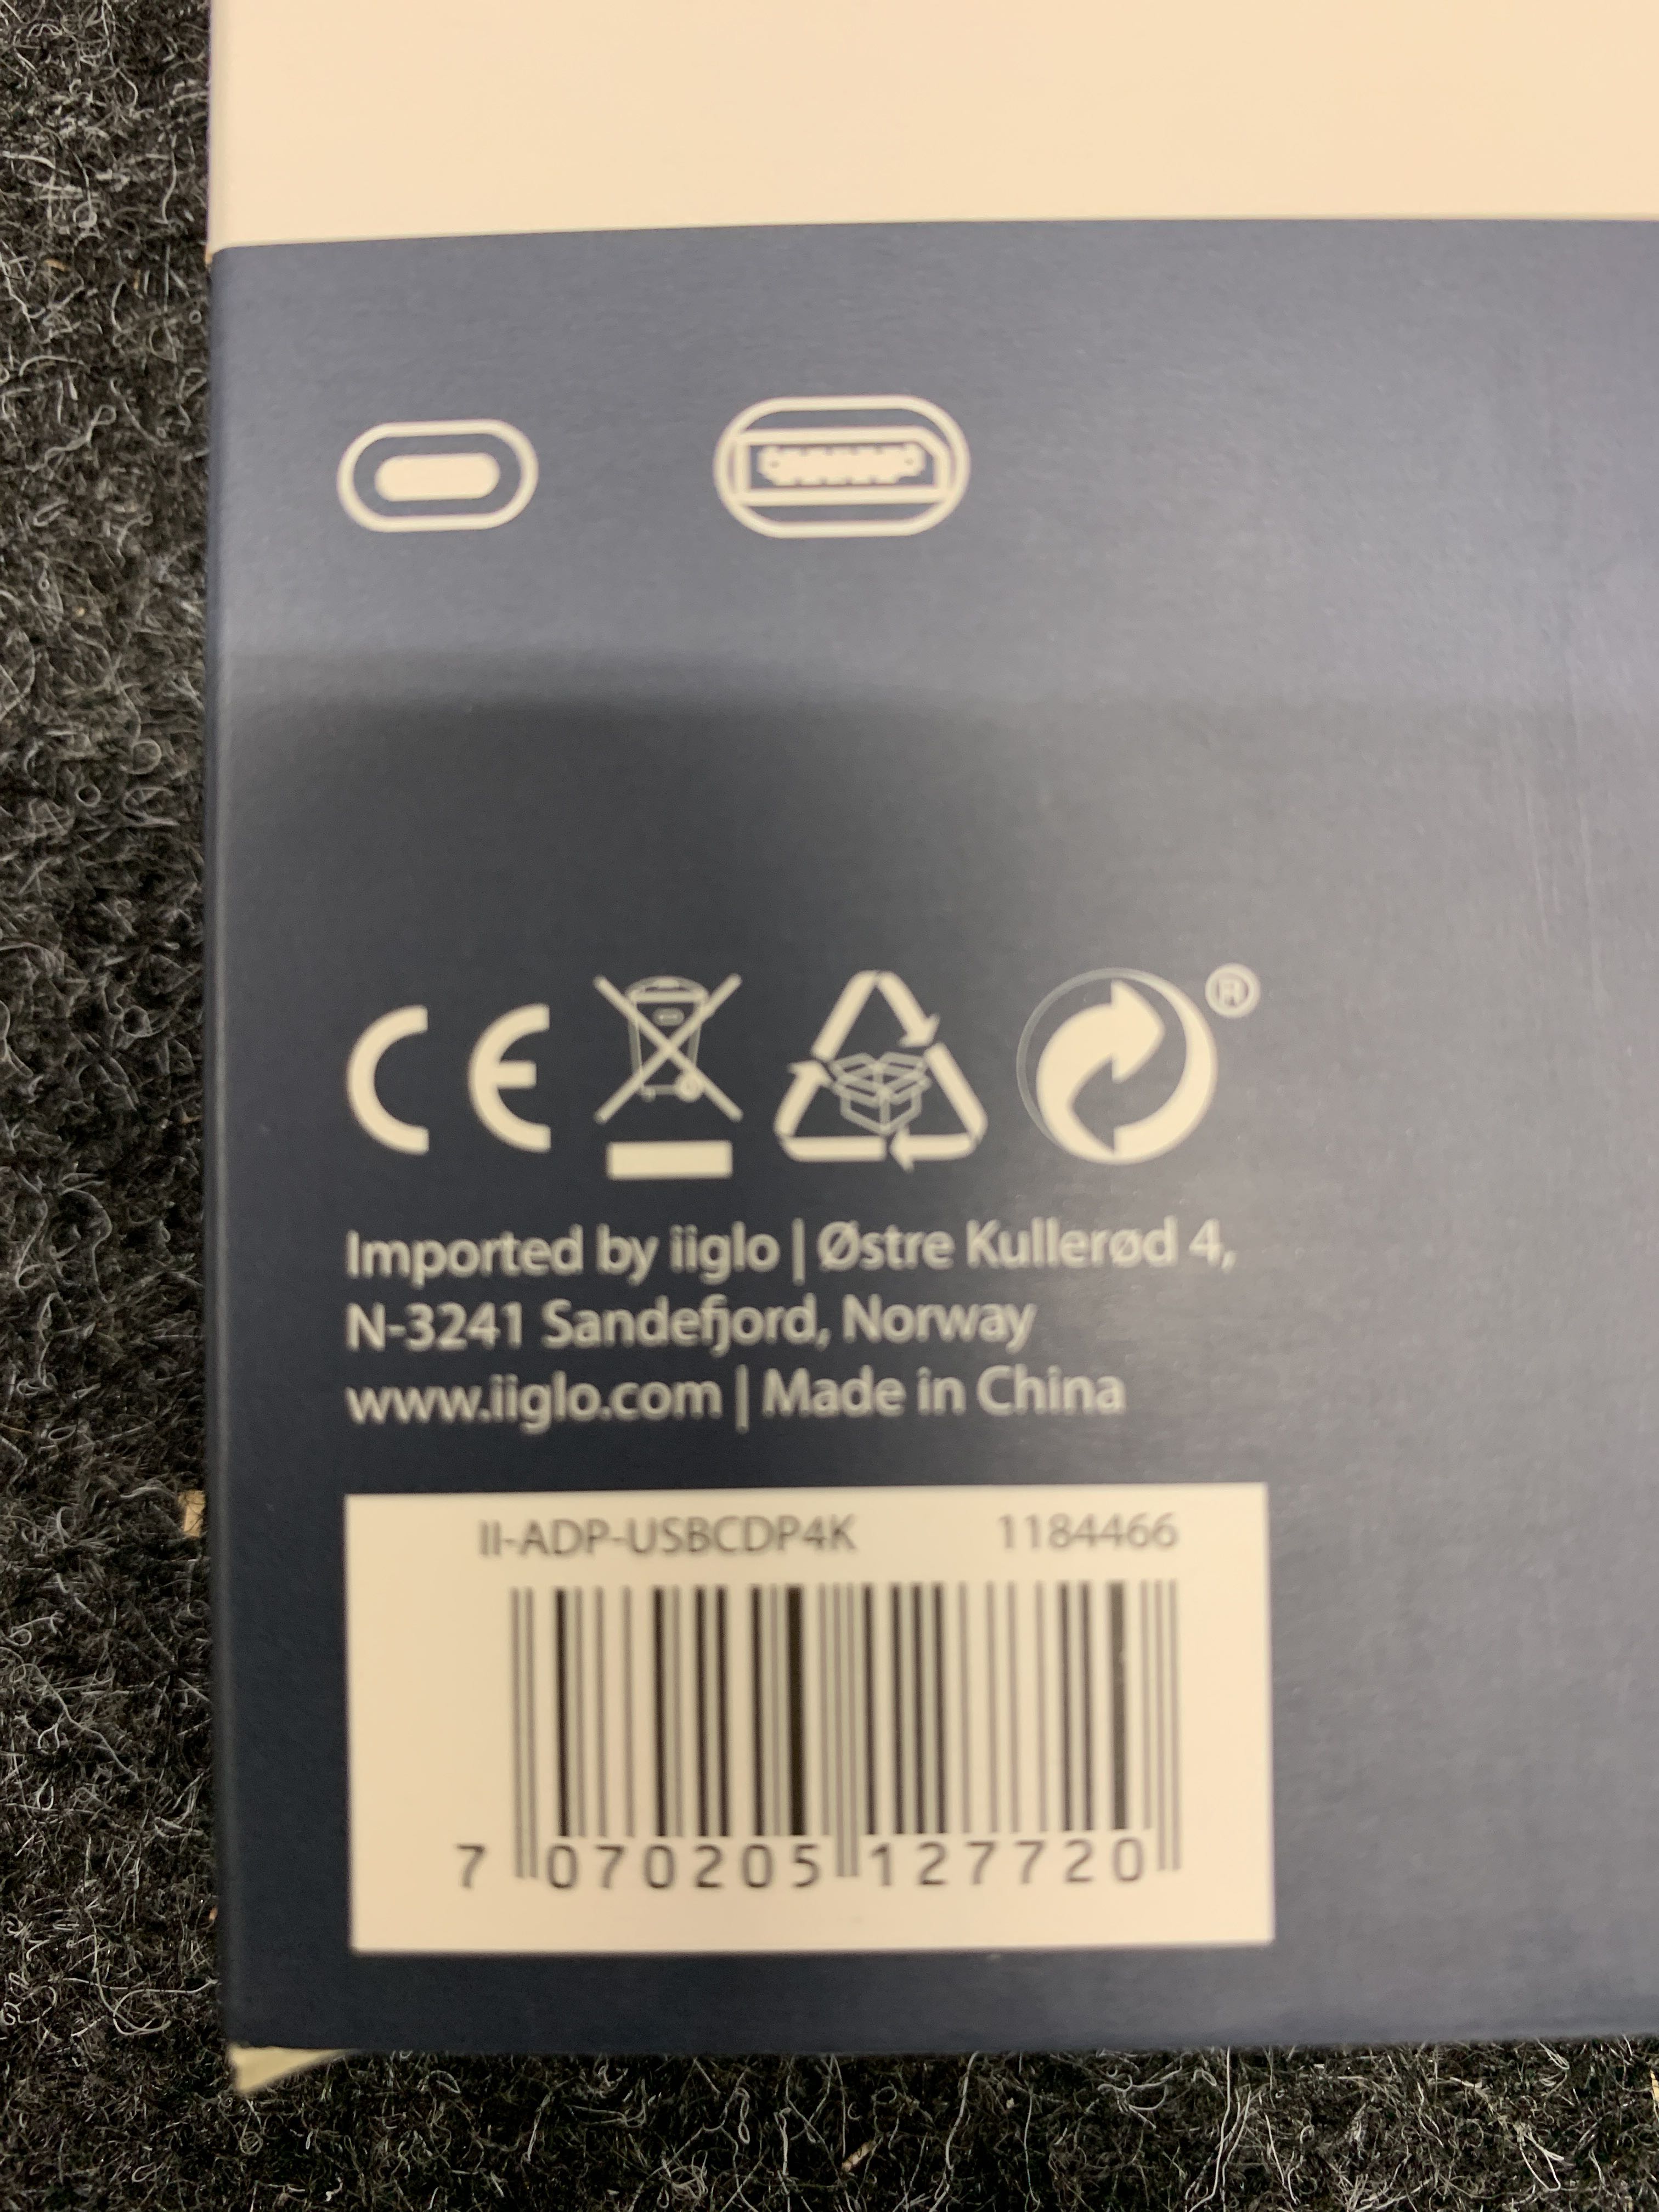 CE
®
Imported by iiglo | Østre Kullerød 4,
N-3241 Sandefjord, Norway
www.iiglo.com | Made in China
II-ADP-USBCDP4K 1184466
7 070205 127720